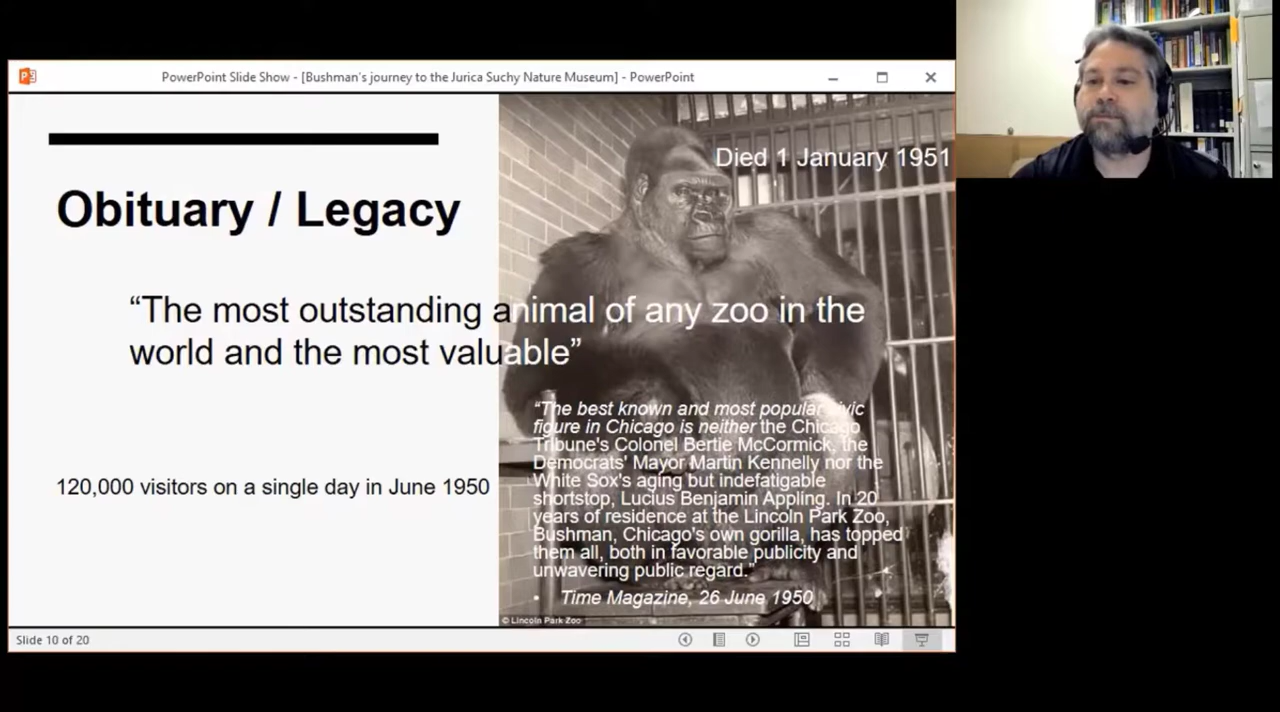 PowerPoint Slide Show - [Bushman's journey to the Jurica Suchy Nature Museum] - PowerPoint
Died 1 January 1951
Obituary / Legacy
“The most outstanding animal of any zoo in the
world and the most valuable”
“The best known and most popular civic
figure in Chicago is neither the Chicago
Tribune's Colonel Bertie McCormick, the
Democrats' Mayor Martin Kennelly nor the
White Sox's aging but indefatigable
shortstop, Lucius Benjamin Appling. In 20
years of residence at the Lincoln Park Zoo,
Bushman, Chicago's own gorilla, has topped
them all, both in favorable publicity and
unwavering public regard.”
• Time Magazine, 26 June 1950
120,000 visitors on a single day in June 1950
© Lincoln Park Zoo
Slide 10 of 20